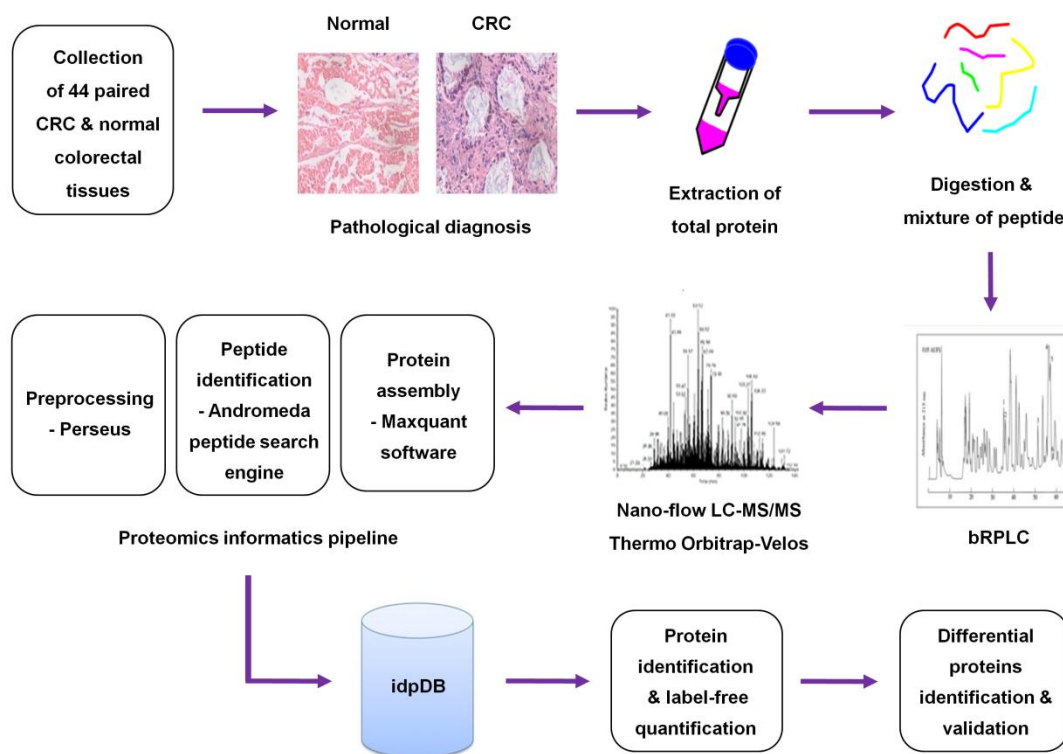 Collection
of 44 paired
CRC & normal
colorectal
tissues
Normal
CRC
Pathological diagnosis
Extraction of
total protein
Digestion &
mixture of peptide
Preprocessing
- Perseus
Peptide
identification
- Andromeda
peptide search
engine
Protein
assembly
- Maxquant
software
Nano-flow LC-MS/MS
Thermo Orbitrap-Velos
bRPLC
Proteomics informatics pipeline
idpDB
Protein
identification
& label-free
quantification
Differential
proteins
identification &
validation